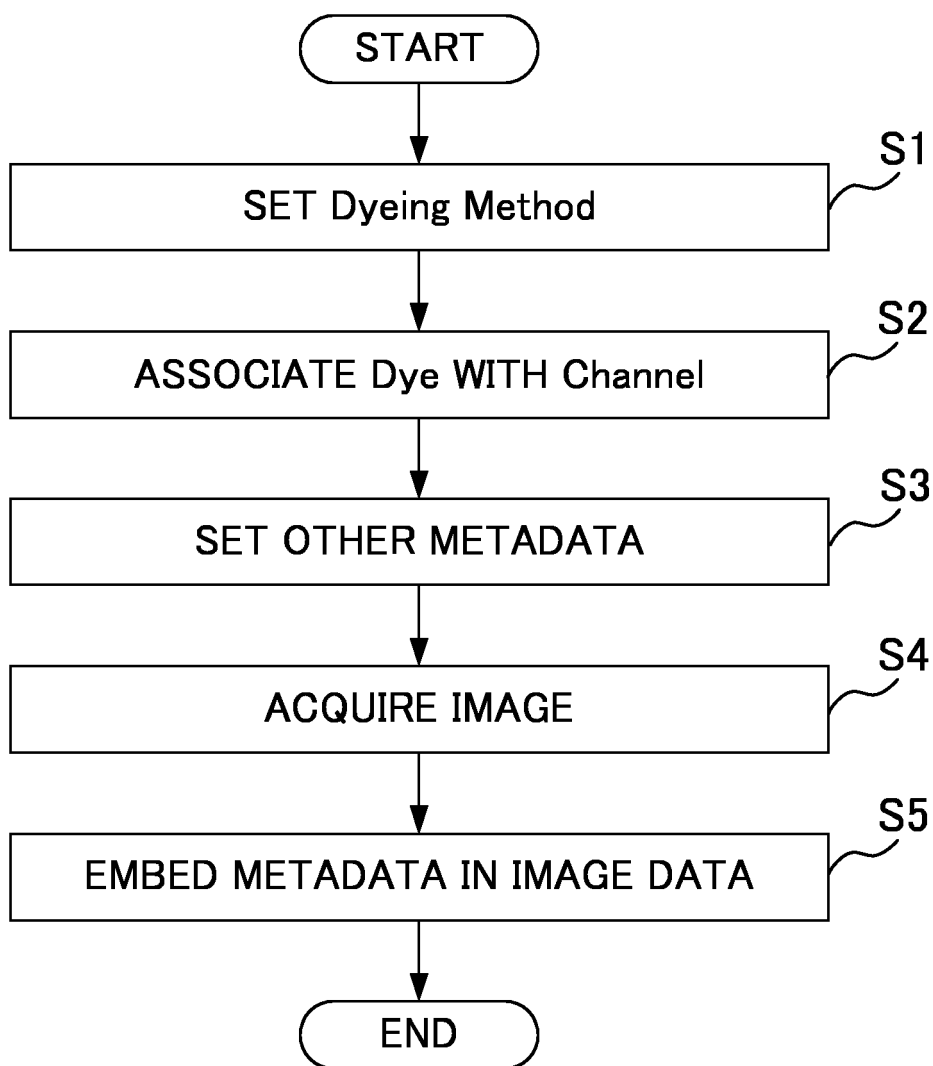 START
S1
SET Dyeing Method
S2
ASSOCIATE Dye WITH Channel
S3
SET OTHER METADATA
S4
ACQUIRE IMAGE
S5
EMBED METADATA IN IMAGE DATA
END